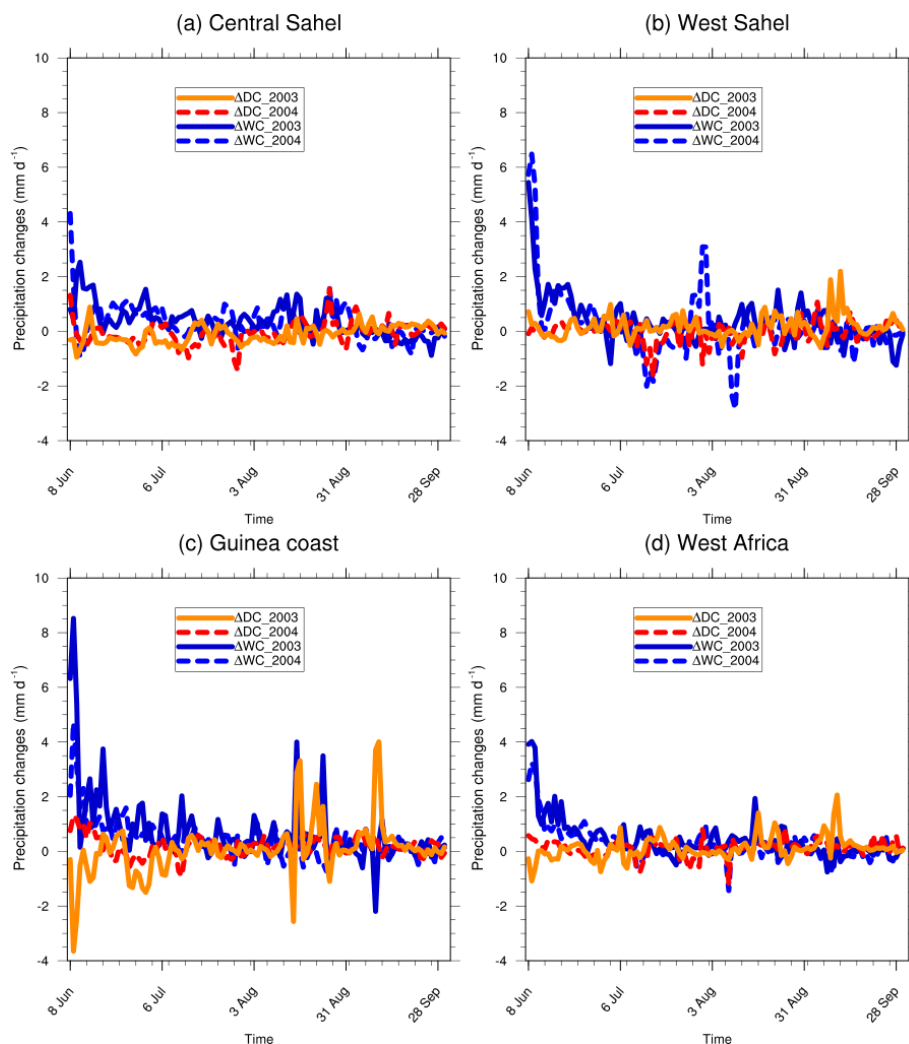 (a) Central Sahel
10
8
6
4
2
0
-2
-4
Precipitation changes (mm d⁻¹)
ΔDC_2003
ΔDC_2004
ΔWC_2003
ΔWC_2004
8 Jun
6 Jul
3 Aug
31 Aug
28 Sep
Time
(b) West Sahel
10
8
6
4
2
0
-2
-4
Precipitation changes (mm d⁻¹)
ΔDC_2003
ΔDC_2004
ΔWC_2003
ΔWC_2004
8 Jun
6 Jul
3 Aug
31 Aug
28 Sep
Time
(c) Guinea coast
10
8
6
4
2
0
-2
-4
Precipitation changes (mm d⁻¹)
ΔDC_2003
ΔDC_2004
ΔWC_2003
ΔWC_2004
8 Jun
6 Jul
3 Aug
31 Aug
28 Sep
Time
(d) West Africa
10
8
6
4
2
0
-2
-4
Precipitation changes (mm d⁻¹)
ΔDC_2003
ΔDC_2004
ΔWC_2003
ΔWC_2004
8 Jun
6 Jul
3 Aug
31 Aug
28 Sep
Time